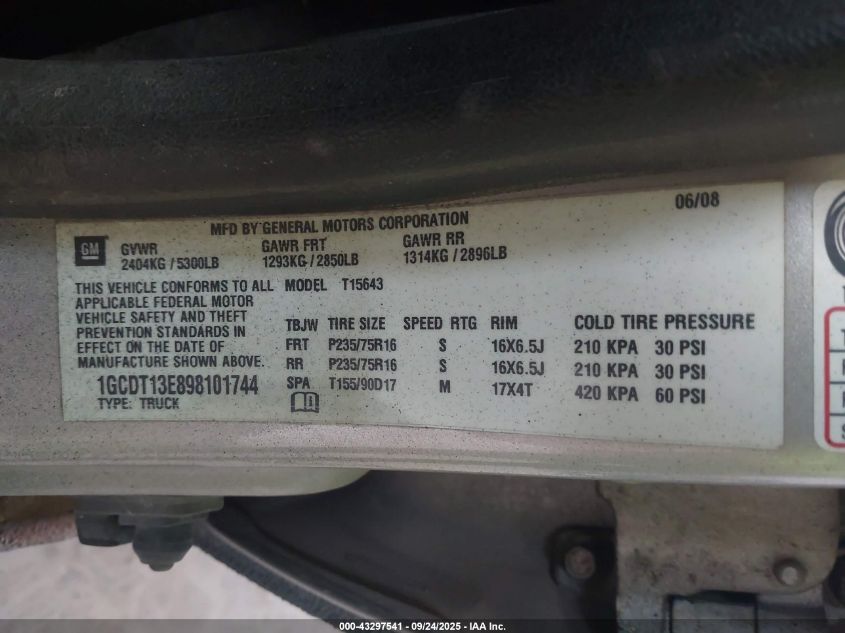 06/08
MFD BY GENERAL MOTORS CORPORATION
GM
GVWR GAWR FRT GAWR RR
2404KG / 5300LB 1293KG / 2850LB 1314KG / 2896LB
THIS VEHICLE CONFORMS TO ALL
APPLICABLE FEDERAL MOTOR
VEHICLE SAFETY AND THEFT
PREVENTION STANDARDS IN
EFFECT ON THE DATE OF
MANUFACTURE SHOWN ABOVE.
1GCDT13E898101744
TYPE: TRUCK
MODEL T15643
TBJW TIRE SIZE SPEED RTG RIM COLD TIRE PRESSURE
FRT P235/75R16 S 16X6.5J 210 KPA 30 PSI
RR P235/75R16 S 16X6.5J 210 KPA 30 PSI
SPA T155/90D17 M 17X4T 420 KPA 60 PSI
000-43297541 - 09/24/2025 - IAA Inc.